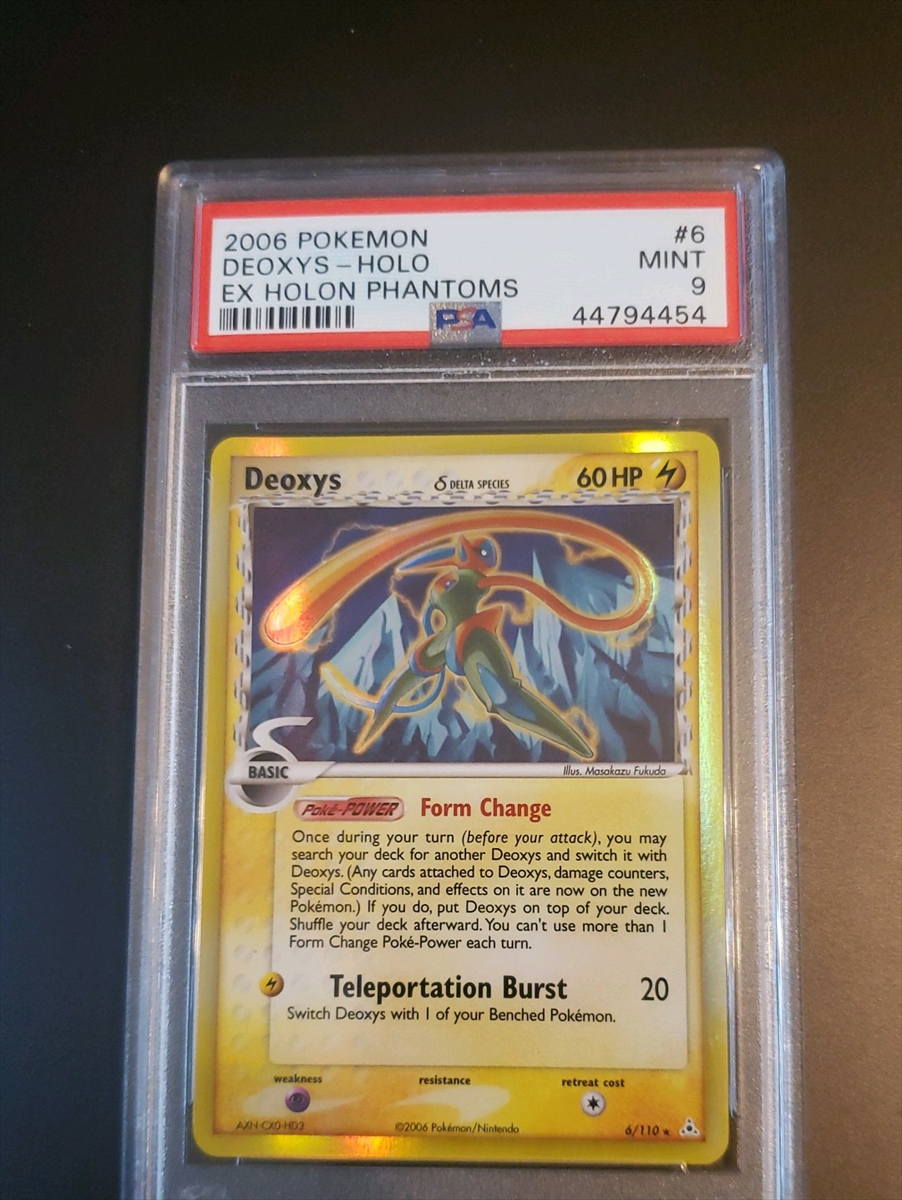 2006 POKEMON #6
DEOXYS - HOLO MINT
EX HOLON PHANTOMS 9
PSA 44794454
Deoxys δ DELTA SPECIES 60 HP
BASIC
Illus. Masakazu Fukuda
Poké-POWER Form Change
Once during your turn (before your attack), you may
search your deck for another Deoxys and switch it with
Deoxys. (Any cards attached to Deoxys, damage counters,
Special Conditions, and effects on it are now on the new
Pokémon.) If you do, put Deoxys on top of your deck.
Shuffle your deck afterward. You can't use more than 1
Form Change Poké-Power each turn.
Teleportation Burst 20
Switch Deoxys with 1 of your Benched Pokémon.
weakness resistance retreat cost
AXN-CX0-HD3 ©2006 Pokémon/Nintendo 6/110 ★